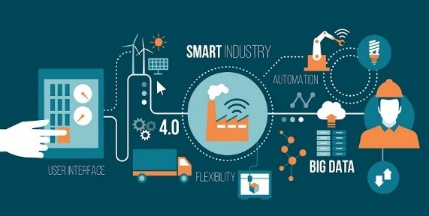 SMART INDUSTRY
AUTOMATION
4.0
USER INTERFACE
FLEXIBILITY
BIG DATA